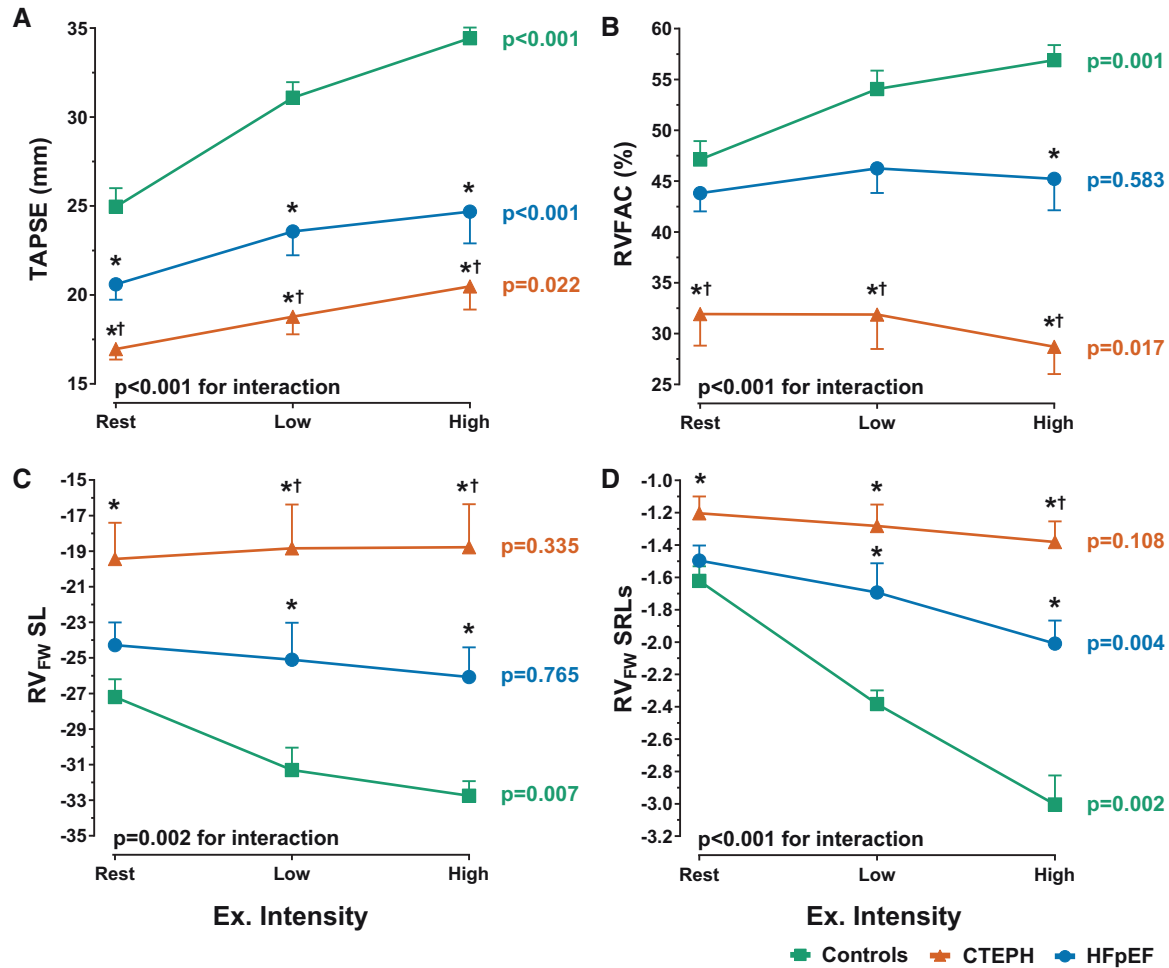 A
35
30
25
20
15
TAPSE (mm)
p<0.001
*
*
*
p<0.001
*†
*†
*†
p=0.022
p<0.001 for interaction
Rest
Low
High
B
60
55
50
45
40
35
30
25
RVFAC (%)
p=0.001
*
p=0.583
*†
*†
*†
p=0.017
p<0.001 for interaction
Rest
Low
High
C
-15
-17
-19
-21
-23
-25
-27
-29
-31
-33
-35
RVFW SL
*
*†
*†
p=0.335
*
*
p=0.765
p=0.007
p=0.002 for interaction
Rest
Low
High
Ex. Intensity
D
-1.0
-1.2
-1.4
-1.6
-1.8
-2.0
-2.2
-2.4
-2.6
-2.8
-3.0
-3.2
RVFW SRLs
*
*
*†
p=0.108
*
*
p=0.004
p=0.002
p<0.001 for interaction
Rest
Low
High
Ex. Intensity
Controls CTEPH HFpEF